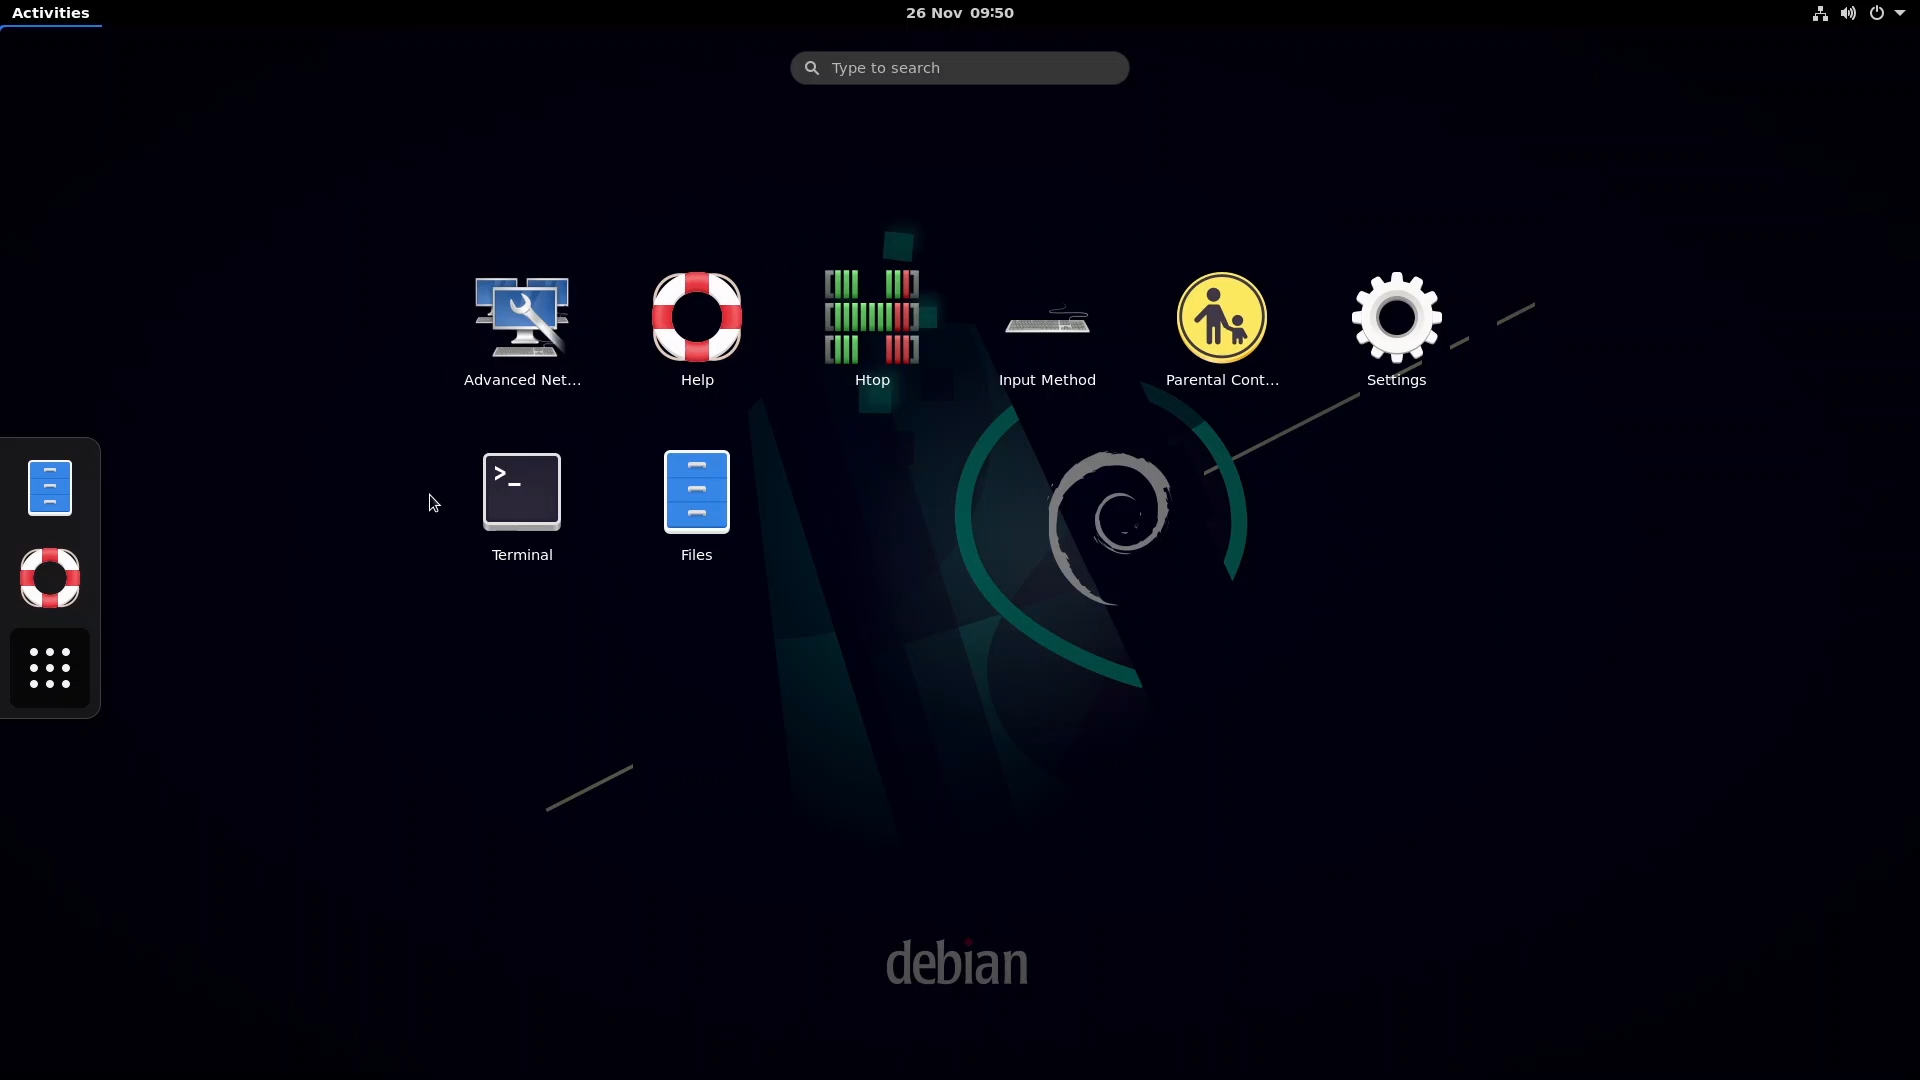 Activities
26 Nov 09:50
Type to search
Advanced Net...
Help
Htop
Input Method
Parental Cont...
Settings
>_
Terminal
Files
debian